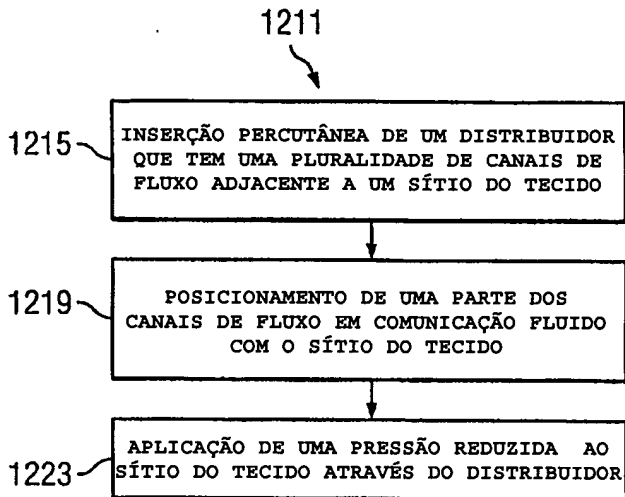 1211
1215
INSERÇÃO PERCUTÂNEA DE UM DISTRIBUIDOR
QUE TEM UMA PLURALIDADE DE CANAIS DE
FLUXO ADJACENTE A UM SÍTIO DO TECIDO
1219
POSICIONAMENTO DE UMA PARTE DOS
CANAIS DE FLUXO EM COMUNICAÇÃO FLUIDO
COM O SÍTIO DO TECIDO
1223
APLICAÇÃO DE UMA PRESSÃO REDUZIDA AO
SÍTIO DO TECIDO ATRAVÉS DO DISTRIBUIDOR